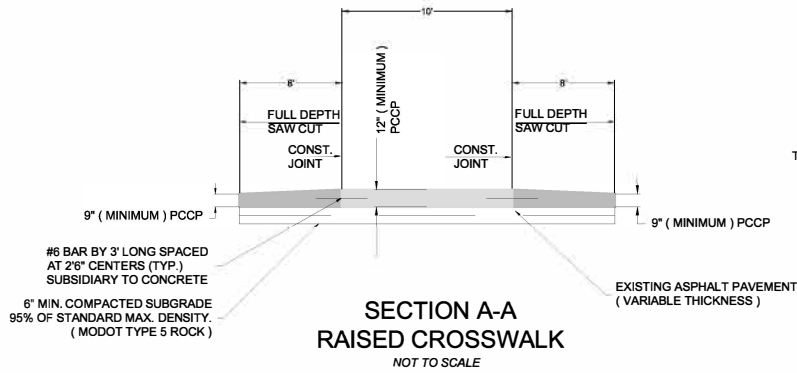 10'
8'
8'
12" ( MINIMUM )
PCCP
FULL DEPTH
SAW CUT
FULL DEPTH
SAW CUT
CONST.
JOINT
CONST.
JOINT
T
9" ( MINIMUM ) PCCP
9" ( MINIMUM ) PCCP
#6 BAR BY 3' LONG SPACED
AT 2'6" CENTERS (TYP.)
SUBSIDIARY TO CONCRETE
EXISTING ASPHALT PAVEMENT
( VARIABLE THICKNESS )
6" MIN. COMPACTED SUBGRADE
95% OF STANDARD MAX. DENSITY.
( MODOT TYPE 5 ROCK )
SECTION A-A
RAISED CROSSWALK
NOT TO SCALE